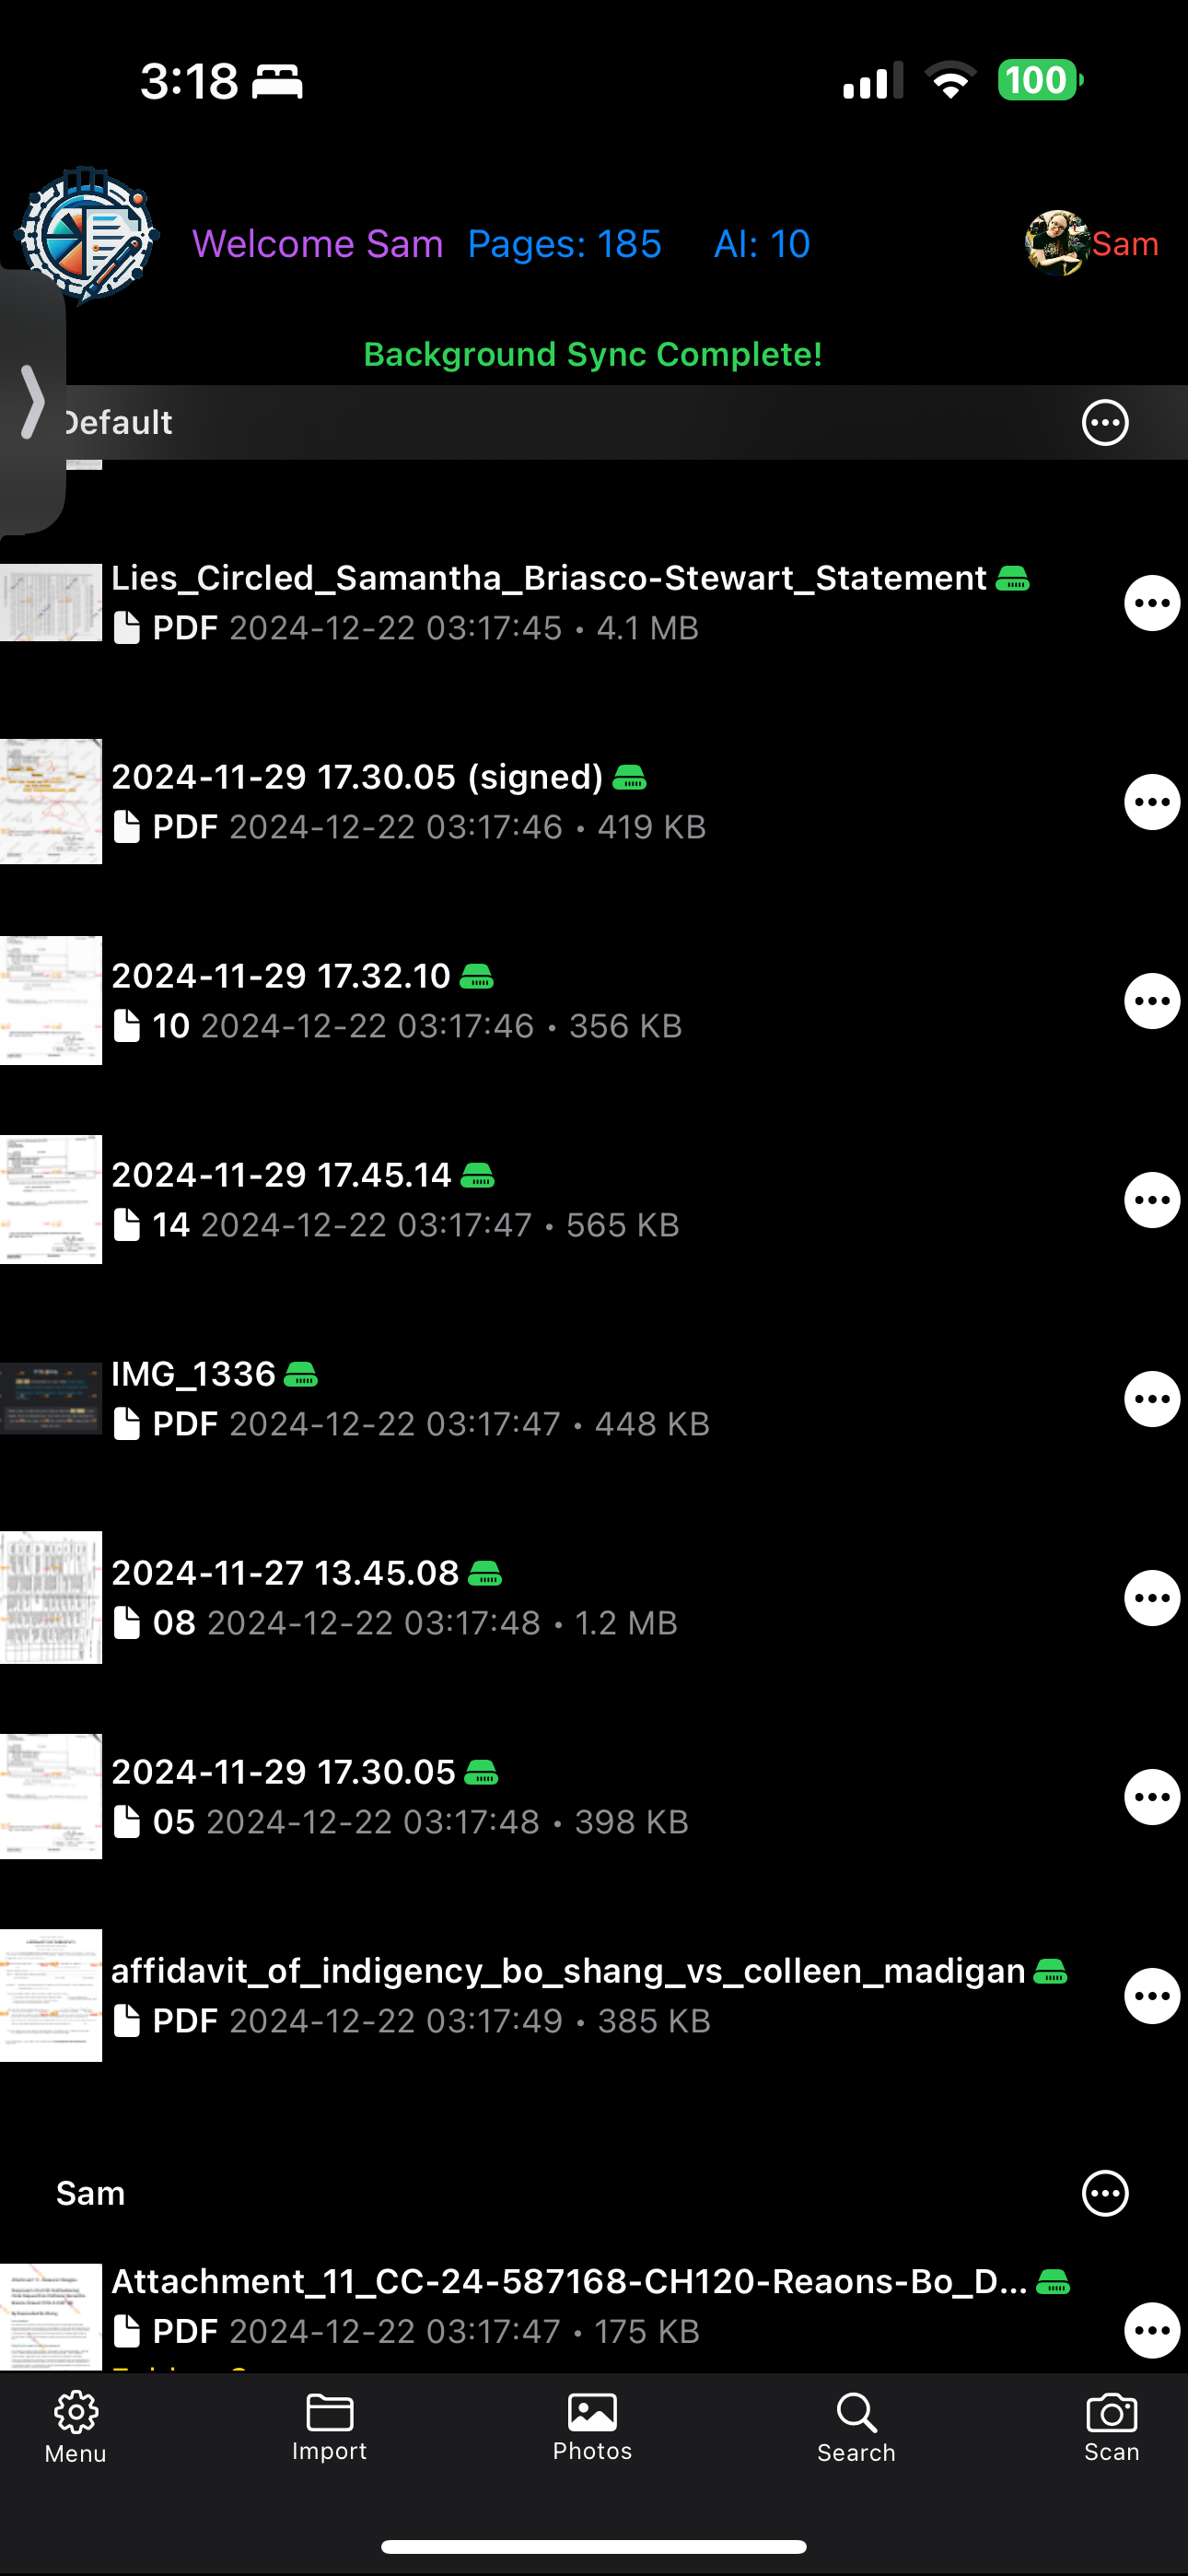 3:18
100
Welcome Sam Pages: 185 AI: 10 Sam
Background Sync Complete!
Default
Lies_Circled_Samantha_Briasco-Stewart_Statement
PDF 2024-12-22 03:17:45 • 4.1 MB
2024-11-29 17.30.05 (signed)
PDF 2024-12-22 03:17:46 • 419 KB
2024-11-29 17.32.10
10 2024-12-22 03:17:46 • 356 KB
2024-11-29 17.45.14
14 2024-12-22 03:17:47 • 565 KB
IMG_1336
PDF 2024-12-22 03:17:47 • 448 KB
2024-11-27 13.45.08
08 2024-12-22 03:17:48 • 1.2 MB
2024-11-29 17.30.05
05 2024-12-22 03:17:48 • 398 KB
affidavit_of_indigency_bo_shang_vs_colleen_madigan
PDF 2024-12-22 03:17:49 • 385 KB
Sam
Attachment_11_CC-24-587168-CH120-Reaons-Bo_D...
PDF 2024-12-22 03:17:47 • 175 KB
Menu
Import
Photos
Search
Scan